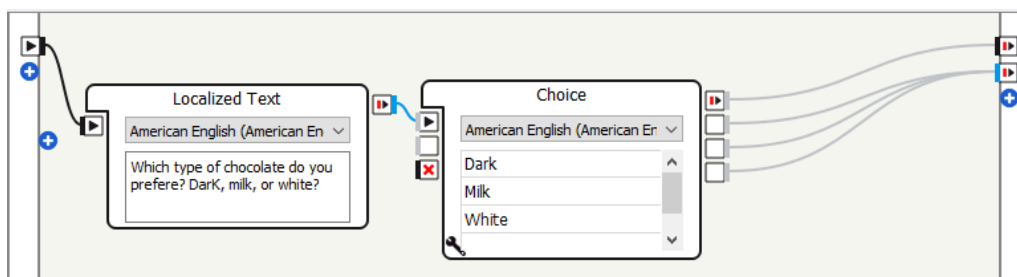 Localized Text
American English (American En
Which type of chocolate do you
prefere? DarK, milk, or white?
Choice
American English (American Er
Dark
Milk
White